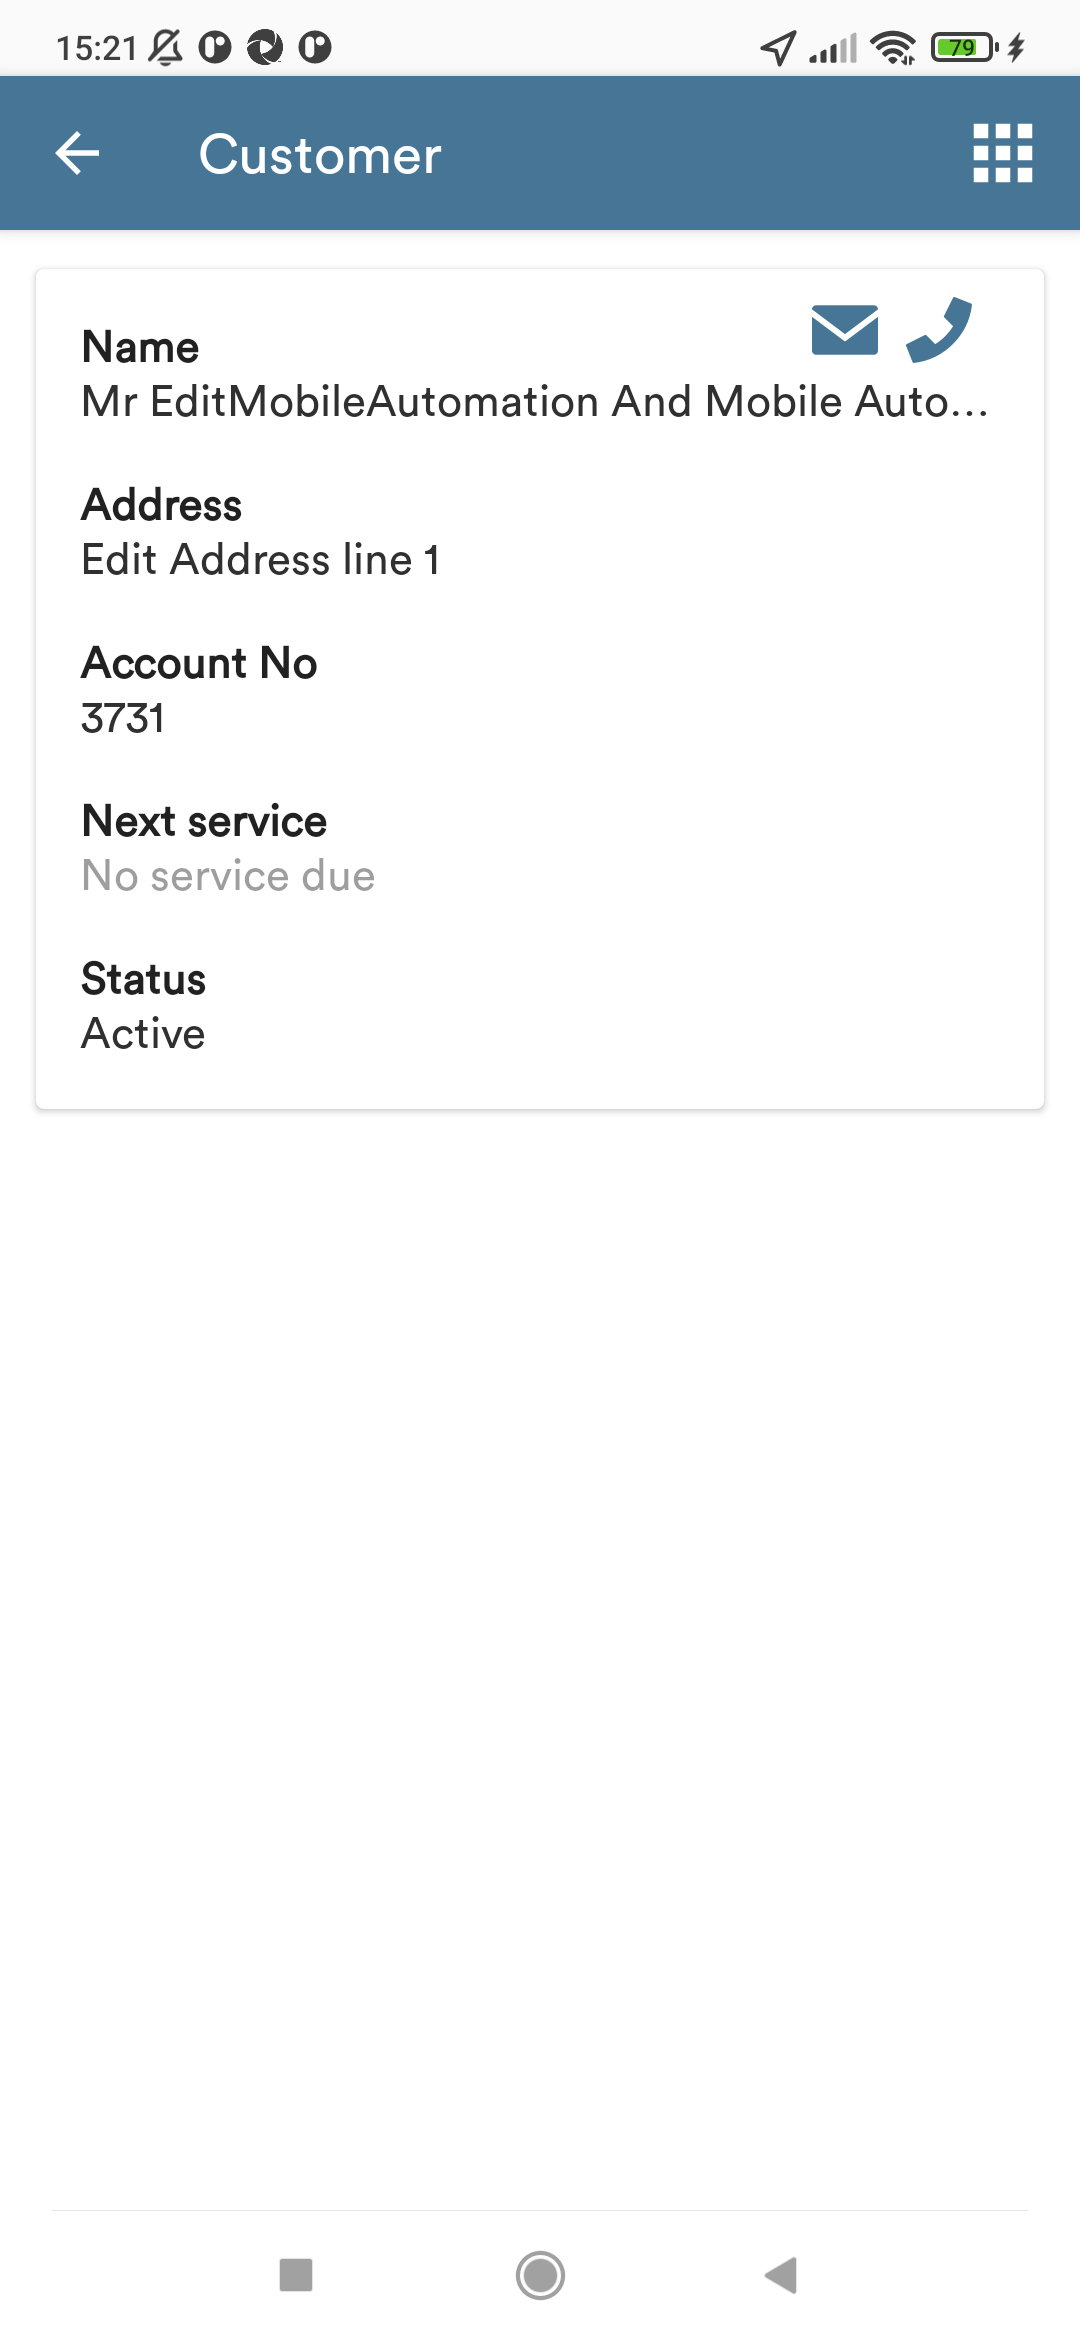 15:21
79
Customer
Name
Mr EditMobileAutomation And Mobile Auto...
Address
Edit Address line 1
Account No
3731
Next service
No service due
Status
Active